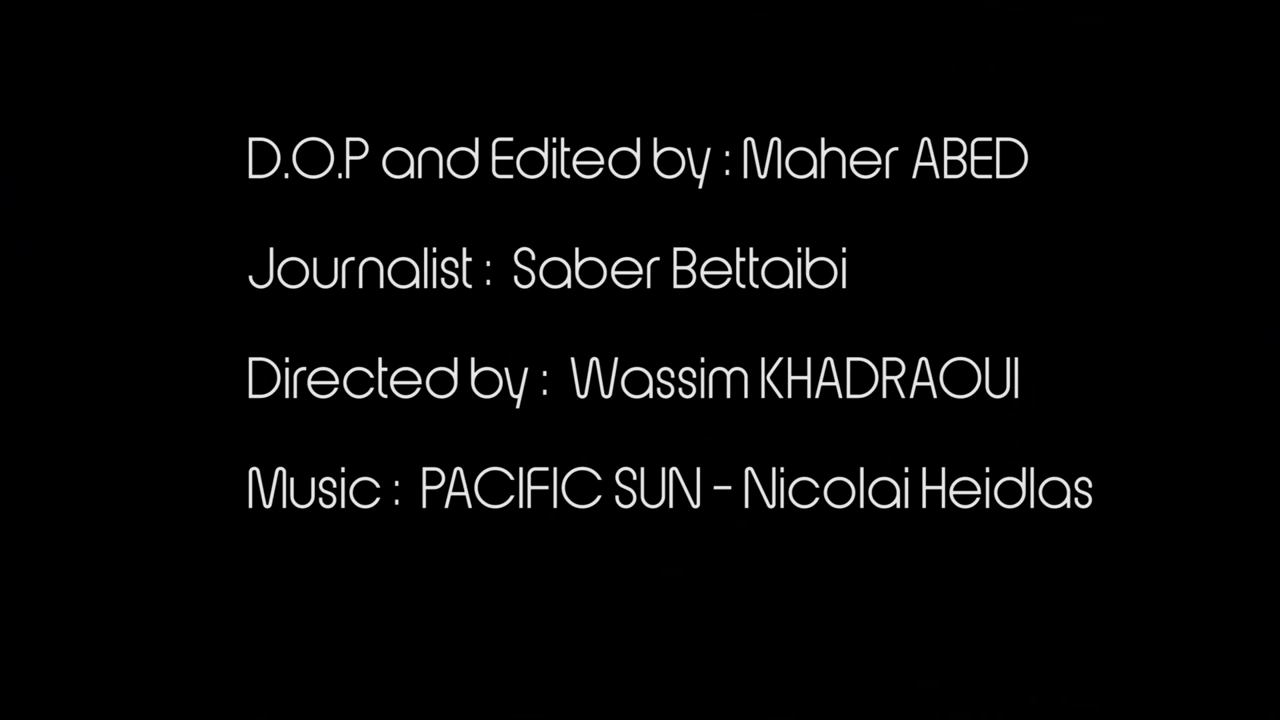 D.O.P and Edited by : Maher ABED
Journalist : Saber Bettaibi
Directed by : Wassim KHADRAOUI
Music : PACIFIC SUN - Nicolai Heidlas